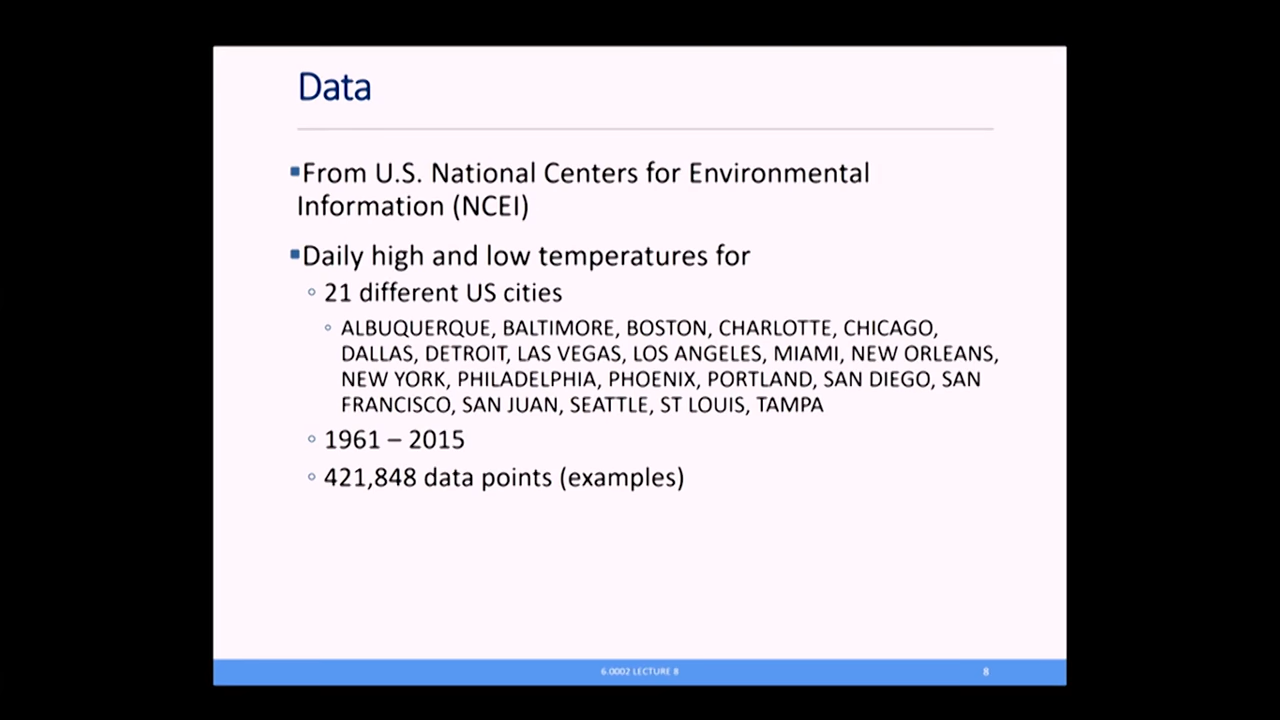 Data
▪From U.S. National Centers for Environmental
Information (NCEI)
▪Daily high and low temperatures for
◦ 21 different US cities
◦ ALBUQUERQUE, BALTIMORE, BOSTON, CHARLOTTE, CHICAGO,
DALLAS, DETROIT, LAS VEGAS, LOS ANGELES, MIAMI, NEW ORLEANS,
NEW YORK, PHILADELPHIA, PHOENIX, PORTLAND, SAN DIEGO, SAN
FRANCISCO, SAN JUAN, SEATTLE, ST LOUIS, TAMPA
◦ 1961 – 2015
◦ 421,848 data points (examples)
6.0002 LECTURE 8
8